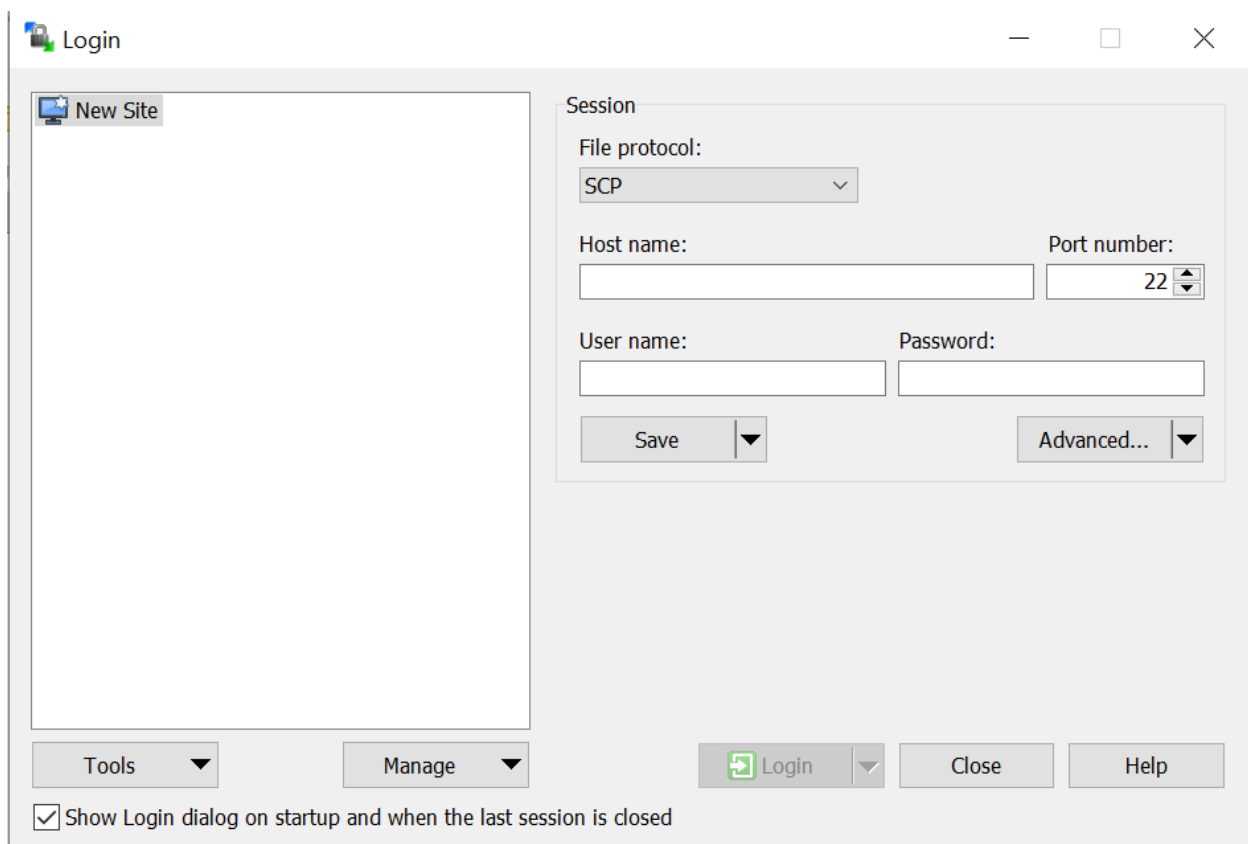 Login
New Site
Session
File protocol:
SCP
Host name:
Port number:
22
User name:
Password:
Save
Advanced...
Tools
Manage
Login
Close
Help
Show Login dialog on startup and when the last session is closed